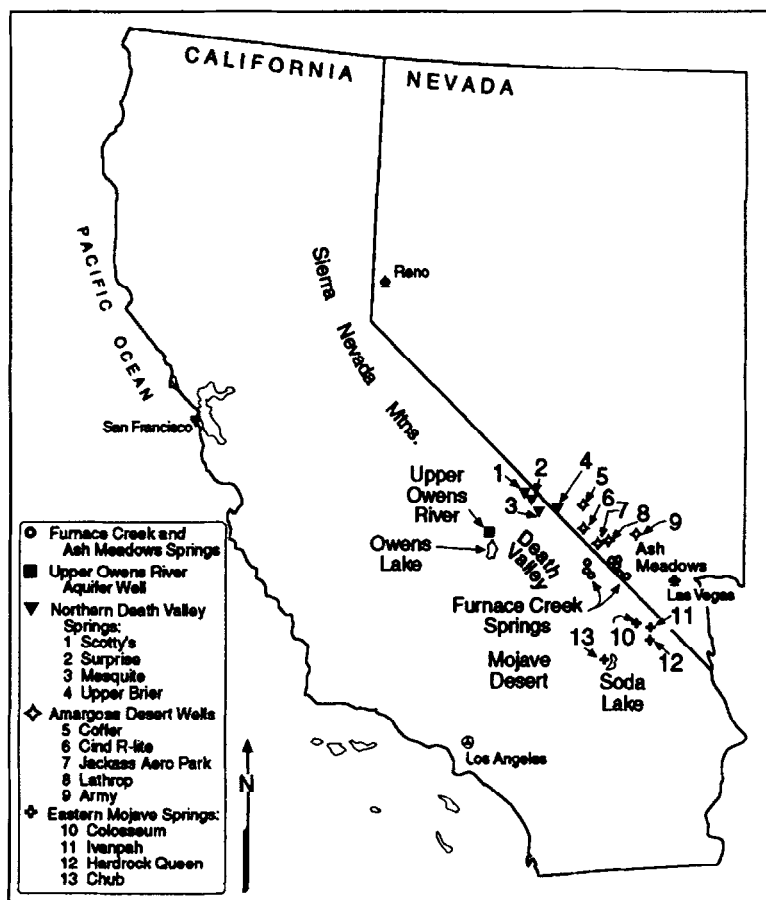 CALIFORNIA
NEVADA
PACIFIC OCEAN
Sierra Nevada Mtns.
Reno
San Francisco
Upper
Owens
River
Owens
Lake
Death
Valley
1
2
3
4
5
6
7
8
9
Ash
Meadows
Las Vegas
Furnace Creek
Springs
10
11
12
13
Mojave
Desert
Soda
Lake
Los Angeles
N
Furnace Creek and
Ash Meadows Springs
Upper Owens River
Aquifer Well
Northern Death Valley
Springs:
1 Scotty's
2 Surprise
3 Mesquite
4 Upper Brier
Amargosa Desert Wells
5 Coffer
6 Cind R-lite
7 Jackass Aero Park
8 Lathrop
9 Army
Eastern Mojave Springs:
10 Colosseum
11 Ivanpah
12 Hardrock Queen
13 Chub